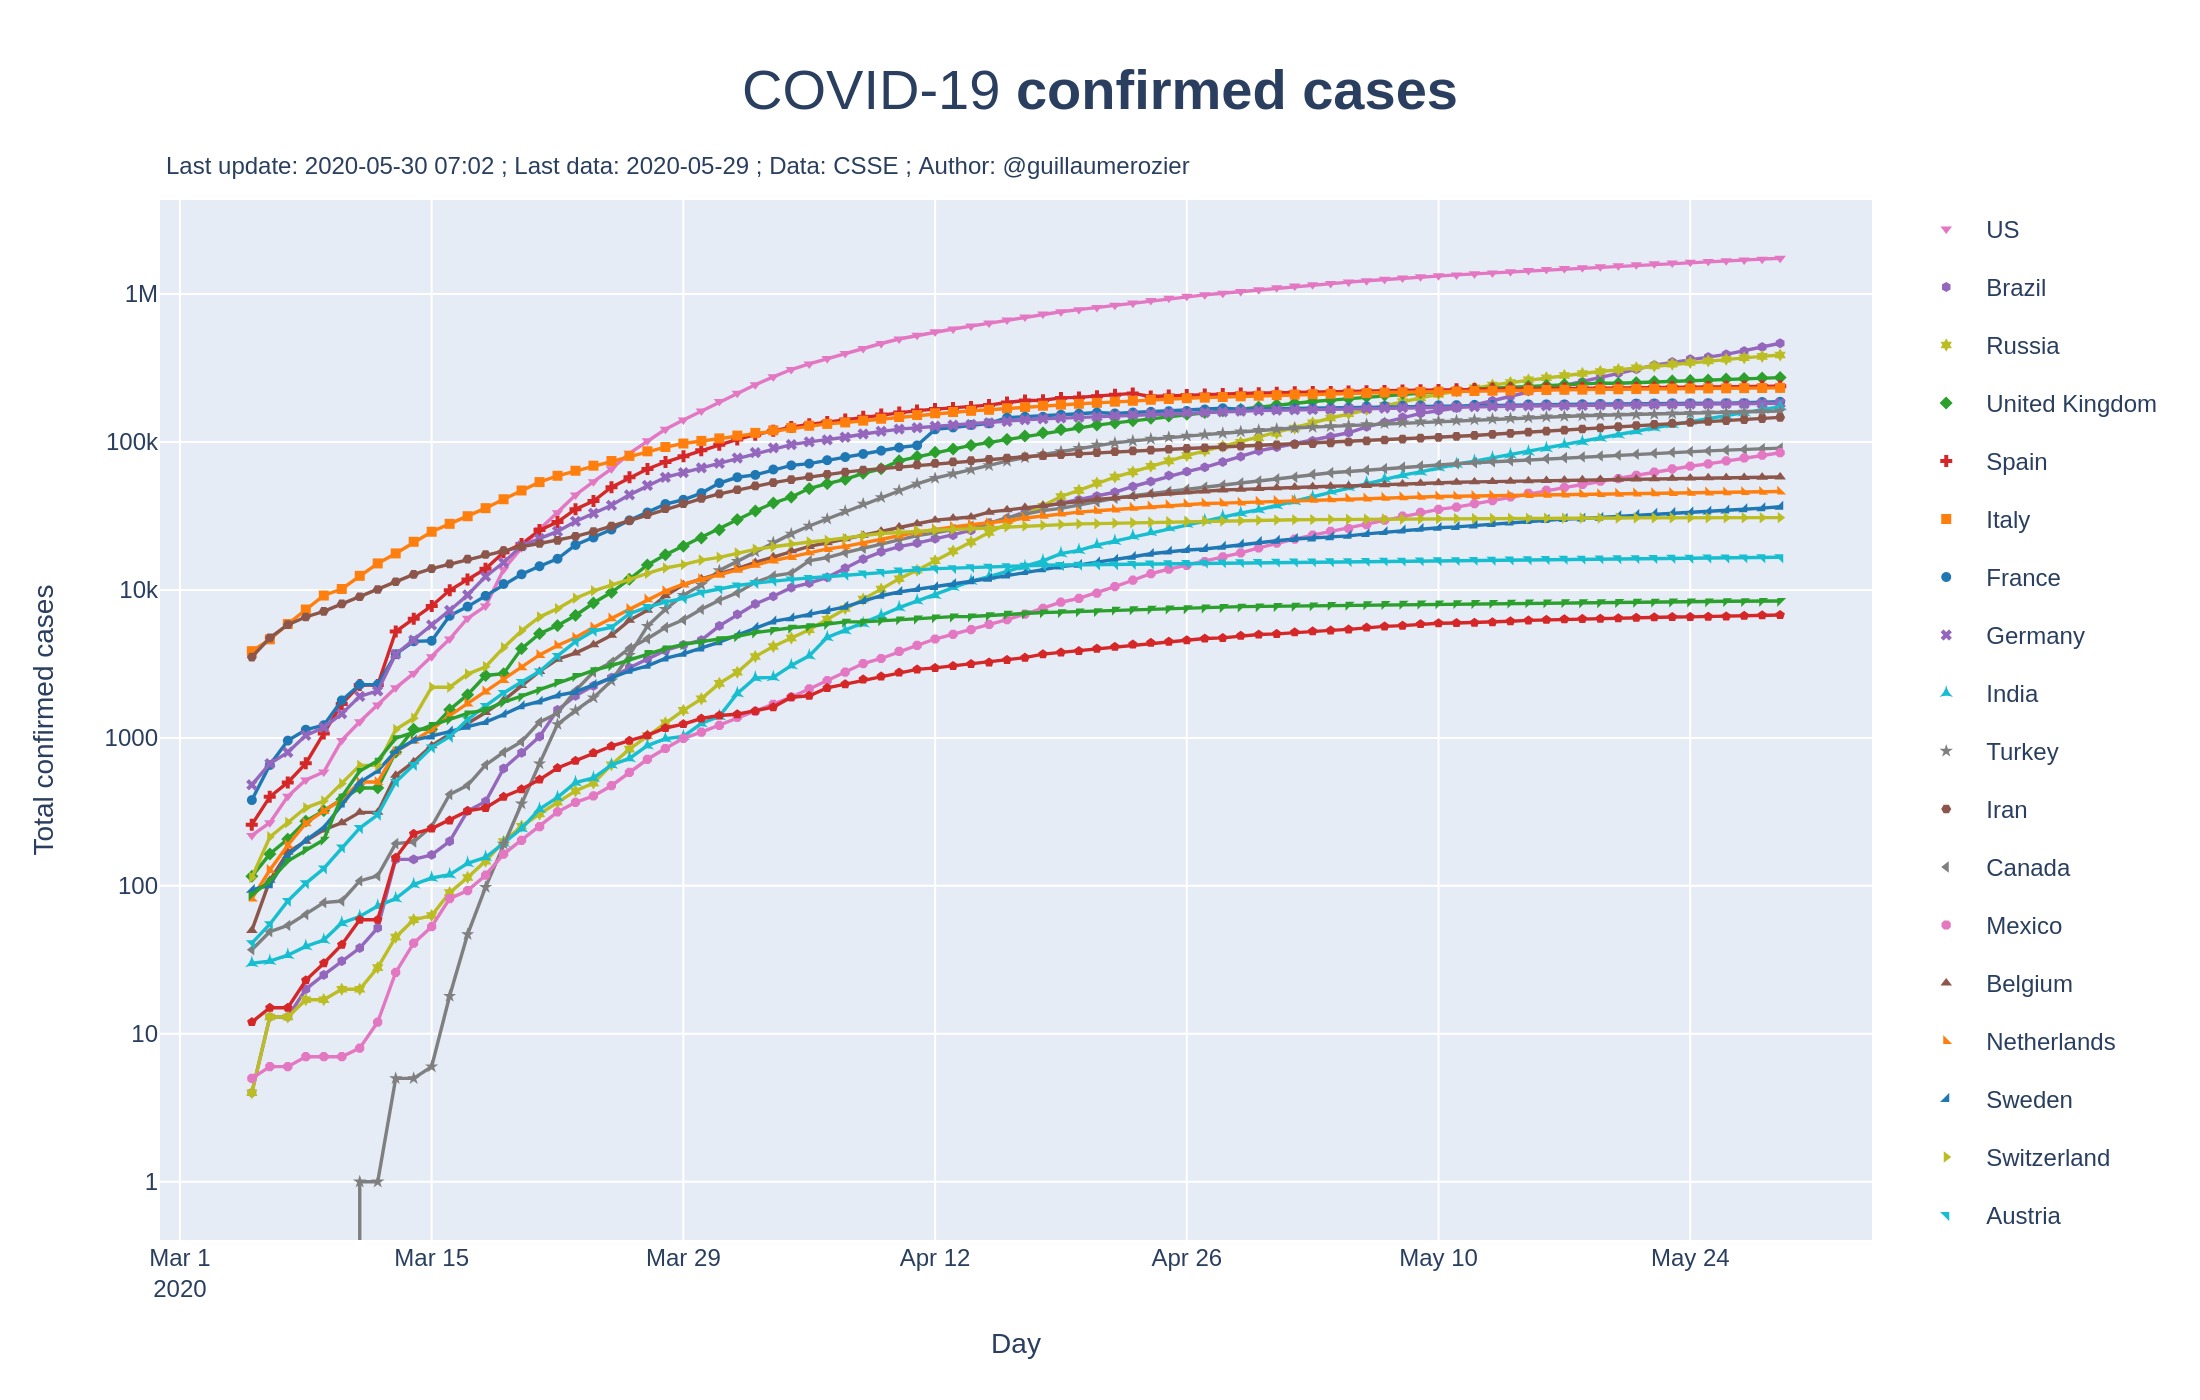 COVID-19 confirmed cases
Last update: 2020-05-30 07:02 ; Last data: 2020-05-29 ; Data: CSSE ; Author: @guillaumerozier
Total confirmed cases
1M
100k
10k
1000
100
10
1
Mar 1
2020
Mar 15
Mar 29
Apr 12
Apr 26
May 10
May 24
Day
US
Brazil
Russia
United Kingdom
Spain
Italy
France
Germany
India
Turkey
Iran
Canada
Mexico
Belgium
Netherlands
Sweden
Switzerland
Austria